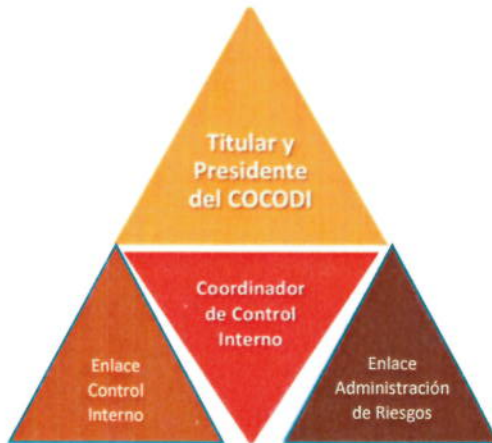 Titular y
Presidente
del COCODI
Coordinador
de Control
Interno
Enlace
Control
Interno
Enlace
Administración
de Riesgos